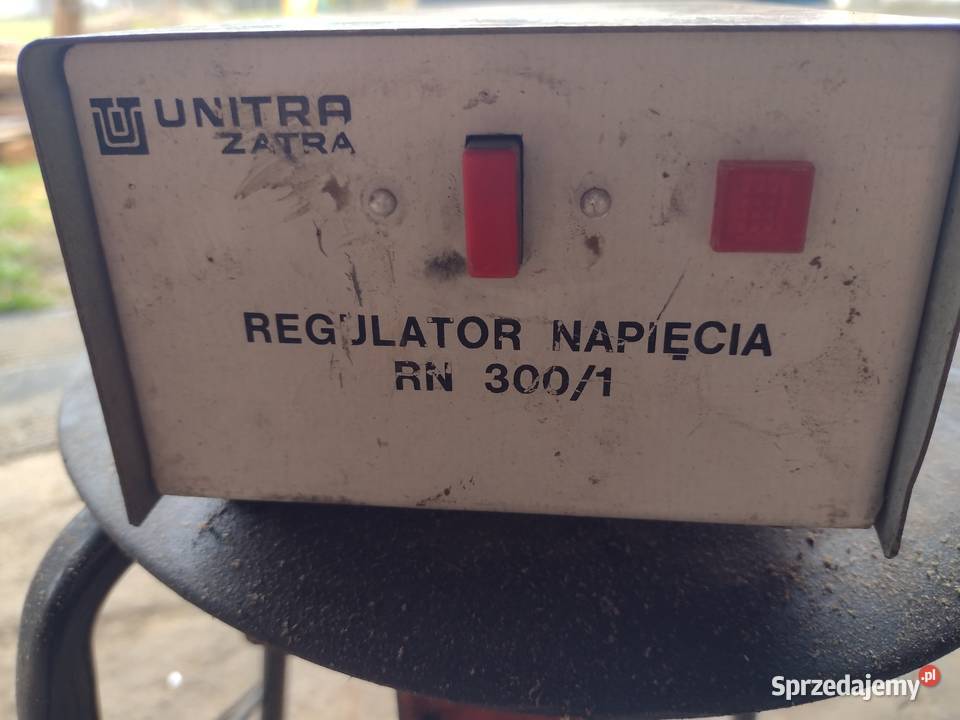 UNITRA
ZATRA
REGULATOR NAPIĘCIA
RN 300/1
Sprzedajemy.pl